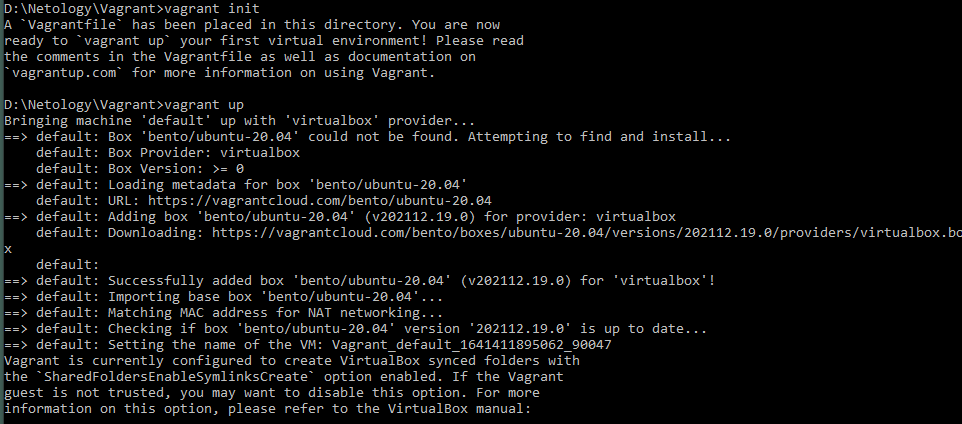 D:\Netology\Vagrant>vagrant init
A `Vagrantfile` has been placed in this directory. You are now
ready to `vagrant up` your first virtual environment! Please read
the comments in the Vagrantfile as well as documentation on
`vagrantup.com` for more information on using Vagrant.

D:\Netology\Vagrant>vagrant up
Bringing machine 'default' up with 'virtualbox' provider...
==> default: Box 'bento/ubuntu-20.04' could not be found. Attempting to find and install...
    default: Box Provider: virtualbox
    default: Box Version: >= 0
==> default: Loading metadata for box 'bento/ubuntu-20.04'
    default: URL: https://vagrantcloud.com/bento/ubuntu-20.04
==> default: Adding box 'bento/ubuntu-20.04' (v202112.19.0) for provider: virtualbox
    default: Downloading: https://vagrantcloud.com/bento/boxes/ubuntu-20.04/versions/202112.19.0/providers/virtualbox.bo
x
    default:
==> default: Successfully added box 'bento/ubuntu-20.04' (v202112.19.0) for 'virtualbox'!
==> default: Importing base box 'bento/ubuntu-20.04'...
==> default: Matching MAC address for NAT networking...
==> default: Checking if box 'bento/ubuntu-20.04' version '202112.19.0' is up to date...
==> default: Setting the name of the VM: Vagrant_default_1641411895062_90047
Vagrant is currently configured to create VirtualBox synced folders with
the `SharedFoldersEnableSymlinksCreate` option enabled. If the Vagrant
guest is not trusted, you may want to disable this option. For more
information on this option, please refer to the VirtualBox manual: